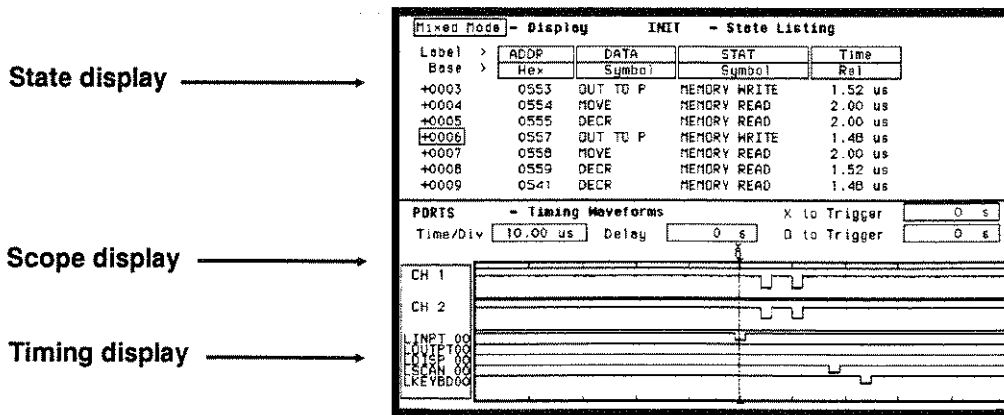 Mixed Mode - Display INIT - State Listing
Label > ADDR DATA STAT Time
Base > Hex Symbol Symbol Rel
State display
+0003 0553 OUT TO P MEMORY WRITE 1.52 us
+0004 0554 MOVE MEMORY READ 2.00 us
+0005 0555 DECR MEMORY READ 2.00 us
+0006 0557 OUT TO P MEMORY WRITE 1.48 us
+0007 0558 MOVE MEMORY READ 2.00 us
+0008 0559 DECR MEMORY READ 1.52 us
+0009 0541 DECR MEMORY READ 1.48 us
PORTS - Timing Waveforms X to Trigger 0 s
Time/Div 10.00 us Delay 0 s O to Trigger 0 s
Scope display
CH 1
CH 2
LINPT 00
LOUTPT00
LDISP 00
Timing display
LSCAN 00
LKEYBD00